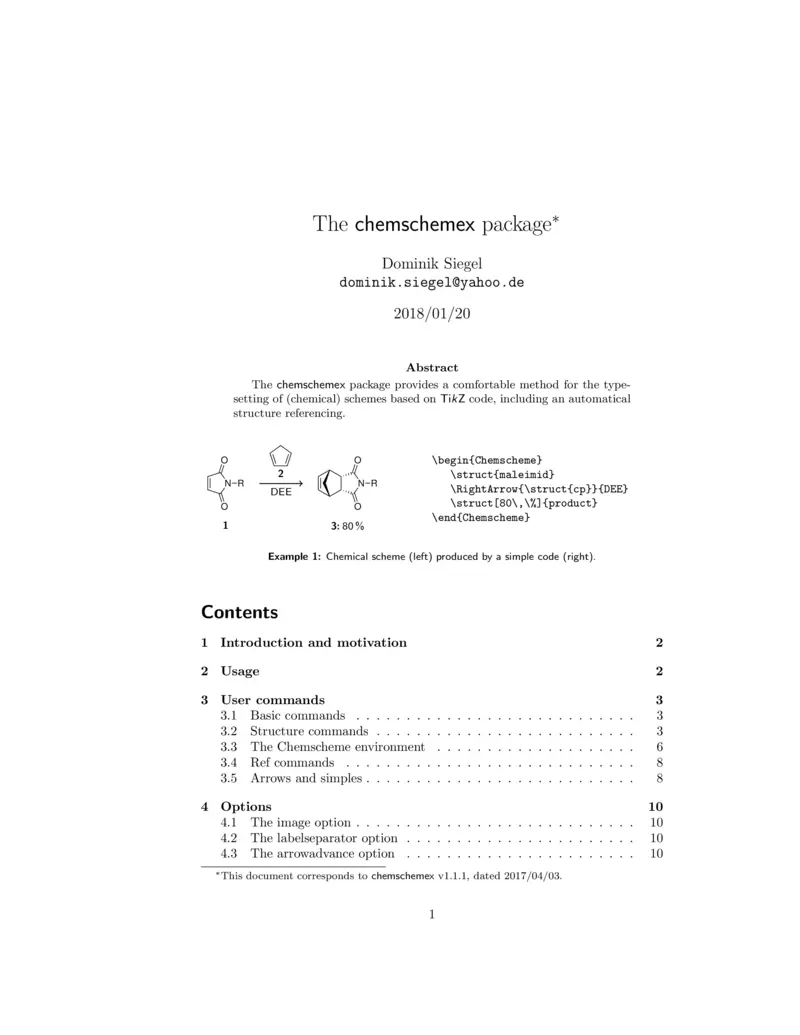 The chemschemex package*
Dominik Siegel
dominik.siegel@yahoo.de
2018/01/20
Abstract
The chemschemex package provides a comfortable method for the type-
setting of (chemical) schemes based on TikZ code, including an automatical
structure referencing.
O
N R
O
1
2
DEE
O
N R
O
3: 80 %
\begin{Chemscheme}
\struct{maleimid}
\RightArrow{\struct{cp}}{DEE}
\struct[80\,\%]{product}
\end{Chemscheme}
Example 1: Chemical scheme (left) produced by a simple code (right).
Contents
1 Introduction and motivation 2
2 Usage 2
3 User commands 3
3.1 Basic commands . . . . . . . . . . . . . . . . . . . . . . . . . . . . 3
3.2 Structure commands . . . . . . . . . . . . . . . . . . . . . . . . . . 3
3.3 The Chemscheme environment . . . . . . . . . . . . . . . . . . . . 6
3.4 Ref commands . . . . . . . . . . . . . . . . . . . . . . . . . . . . . 8
3.5 Arrows and simples . . . . . . . . . . . . . . . . . . . . . . . . . . . 8
4 Options 10
4.1 The image option . . . . . . . . . . . . . . . . . . . . . . . . . . . . 10
4.2 The labelseparator option . . . . . . . . . . . . . . . . . . . . . . . 10
4.3 The arrowadvance option . . . . . . . . . . . . . . . . . . . . . . . 10
*This document corresponds to chemschemex v1.1.1, dated 2017/04/03.
1